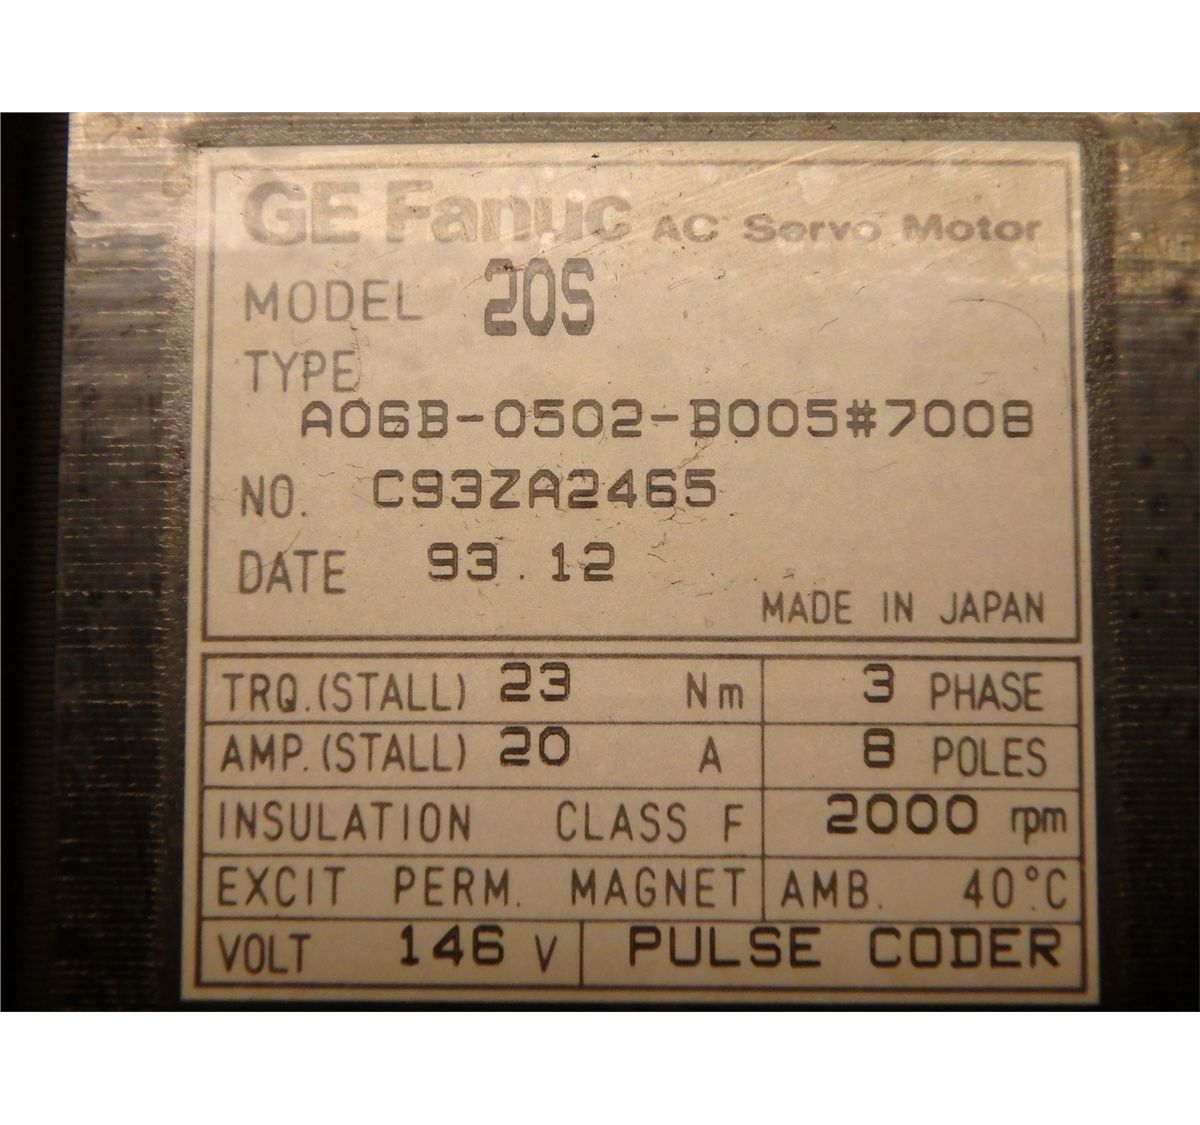 GE Fanuc AC Servo Motor
MODEL 20S
TYPE
A06B-0502-B005#7008
NO. C93ZA2465
DATE 93.12
MADE IN JAPAN
TRQ.(STALL) 23 Nm 3 PHASE
AMP.(STALL) 20 A 8 POLES
INSULATION CLASS F 2000 rpm
EXCIT PERM. MAGNET AMB. 40°C
VOLT 146 V PULSE CODER